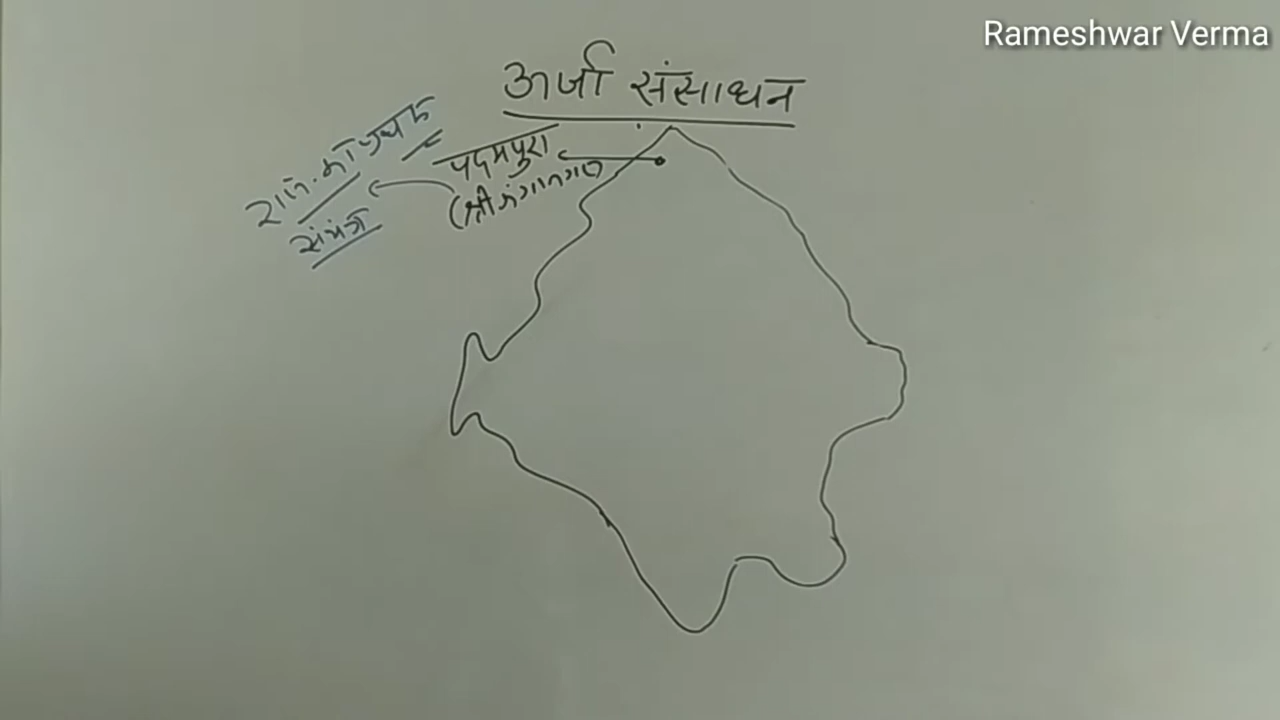 Rameshwar Verma
ऊर्जा संसाधन
राज. का प्रथम
संयंत्र
पदमपुरा
(श्री गंगानगर)